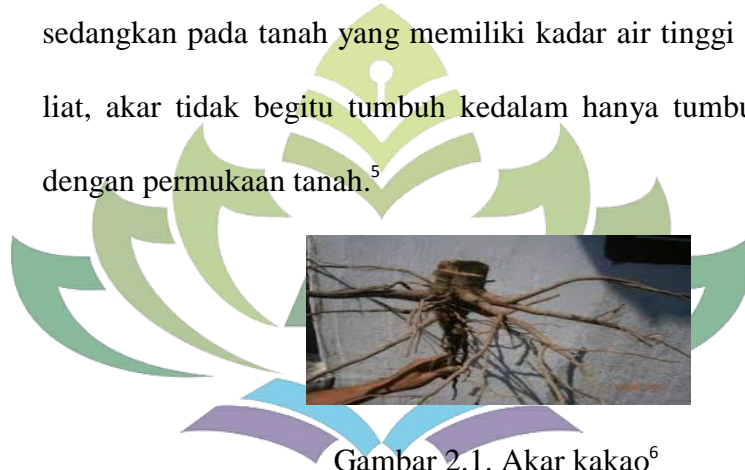 sedangkan pada tanah yang memiliki kadar air tinggi
liat, akar tidak begitu tumbuh kedalam hanya
dengan permukaan tanah.⁵
Gambar 2.1. Akar kakao⁶